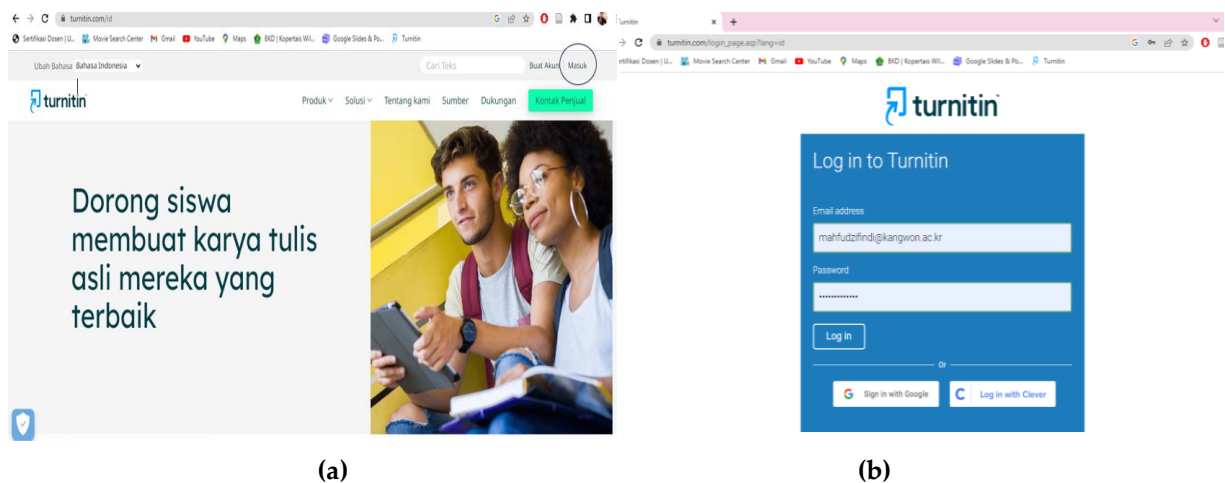 turnitin.com/id
Sertifikasi Dosen | U... Movie Search Center Gmail YouTube Maps BKD | Kopertais Wil... Google Slides & Po... Turnitin
Ubah Bahasa Bahasa Indonesia Cari Teks Buat Akun | Masuk
turnitin Produk Solusi Tentang kami Sumber Dukungan Kontak Penjual
Dorong siswa
membuat karya tulis
asli mereka yang
terbaik
(a)
turnitin.com/login_page.asp?lang=id
Movie Search Center Gmail YouTube Maps BKD | Kopertais Wil... Google Slides & Po... Turnitin
turnitin
Log in to Turnitin
Email address
mahfudzifindi@kangwon.ac.kr
Password
Log in
Or
Sign in with Google Log in with Clever
(b)